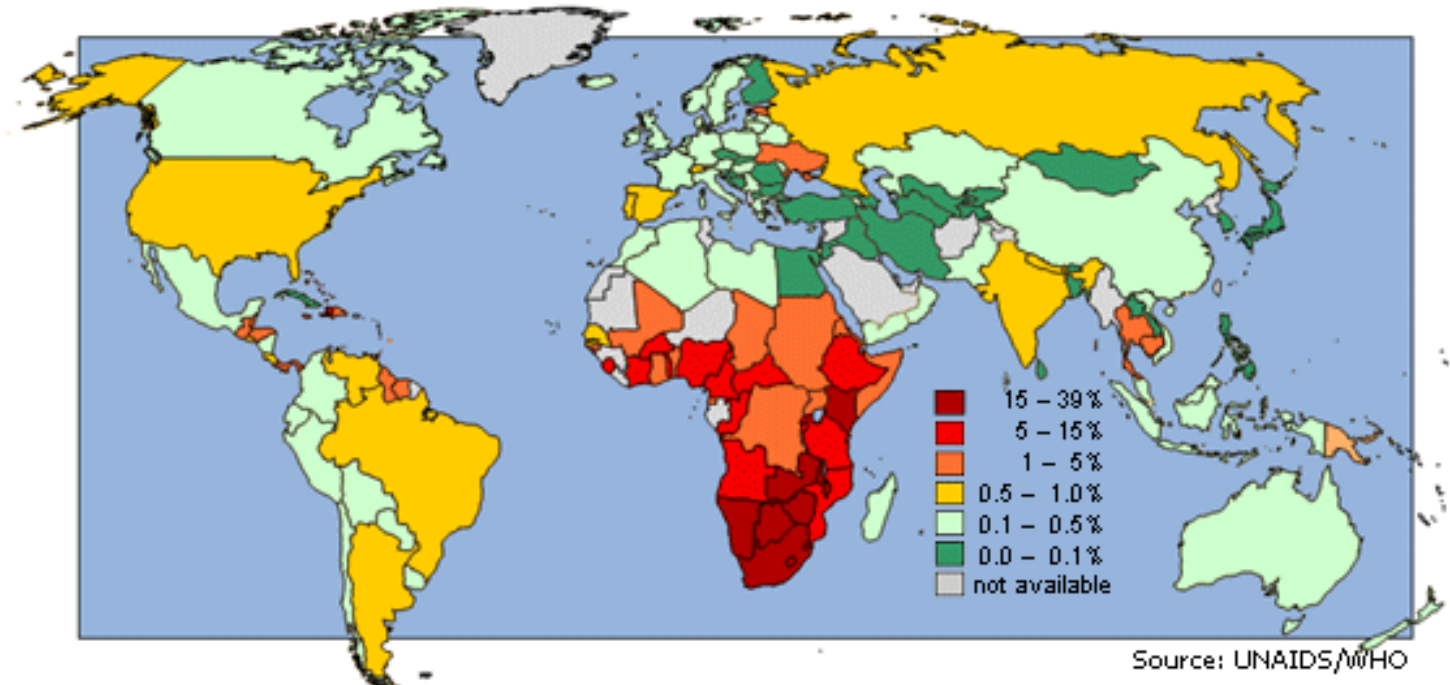 15 – 39%
5 – 15%
1 – 5%
0.5 – 1.0%
0.1 – 0.5%
0.0 – 0.1%
not available
Source: UNAIDS/WHO